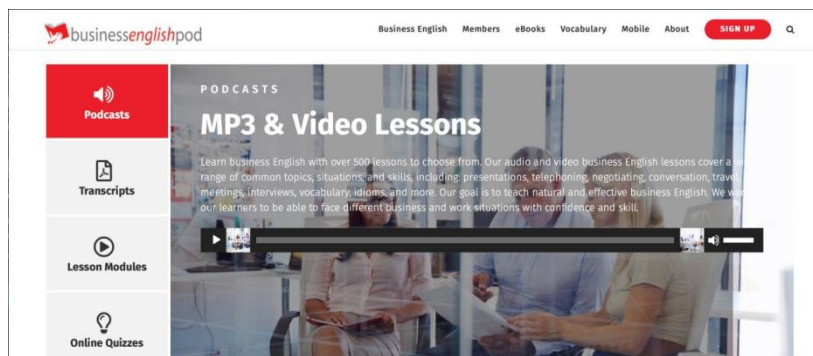 businessenglishpod
Business English Members eBooks Vocabulary Mobile About SIGN UP
Podcasts
Transcripts
Lesson Modules
Online Quizzes
PODCASTS
MP3 & Video Lessons
Learn business English with over 500 lessons to choose from. Our audio and video business English lessons cover a
range of common topics, situations, and skills, including: presentations, telephoning, negotiating, conversation, travel,
meetings, interviews, vocabulary, idioms, and more. Our goal is to teach natural and effective business English. We
our learners to be able to face different business and work situations with confidence and skill.